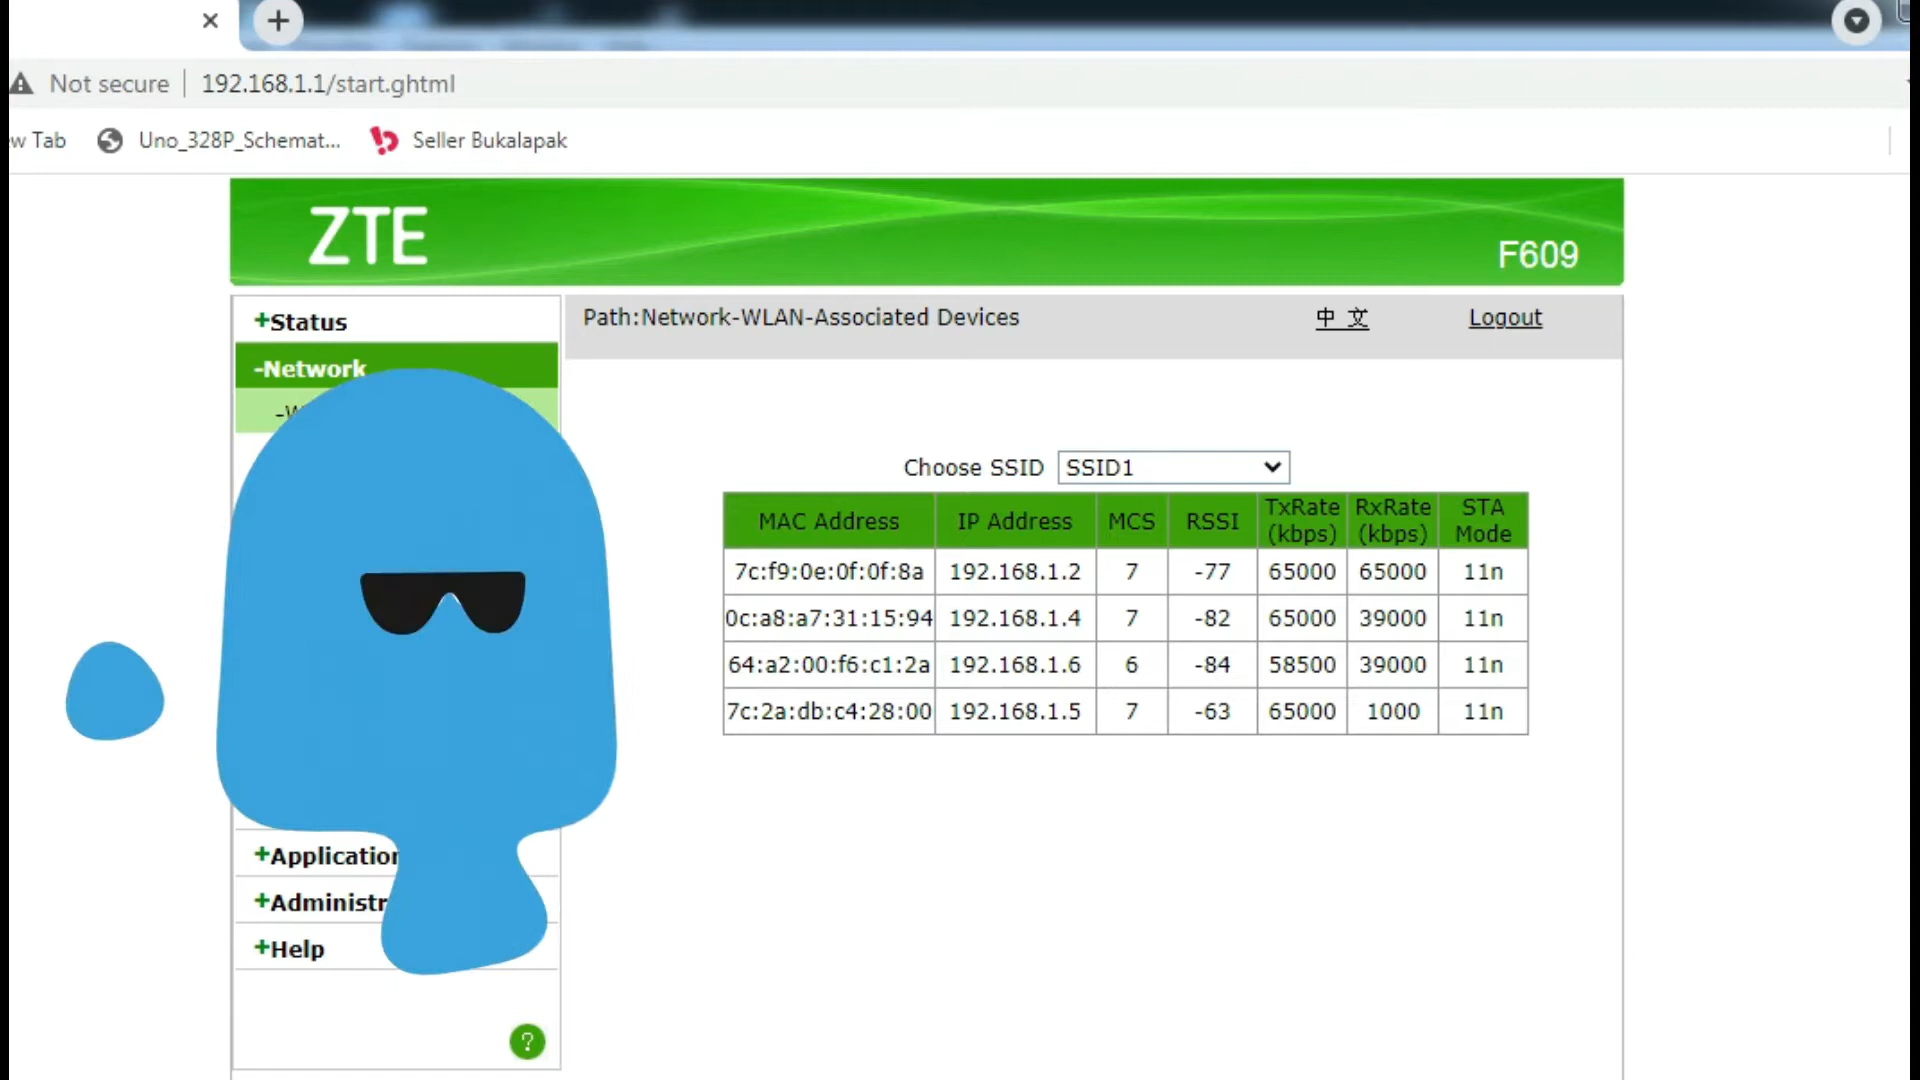 Not secure | 192.168.1.1/start.ghtml
w Tab Uno_328P_Schemat... Seller Bukalapak
ZTE
F609
+Status
Path:Network-WLAN-Associated Devices 中文 Logout
-Network
Choose SSID SSID1
MAC Address IP Address MCS RSSI TxRate (kbps) RxRate (kbps) STA Mode
7c:f9:0e:0f:0f:8a 192.168.1.2 7 -77 65000 65000 11n
0c:a8:a7:31:15:94 192.168.1.4 7 -82 65000 39000 11n
64:a2:00:f6:c1:2a 192.168.1.6 6 -84 58500 39000 11n
7c:2a:db:c4:28:00 192.168.1.5 7 -63 65000 1000 11n
+Application
+Administr
+Help
?